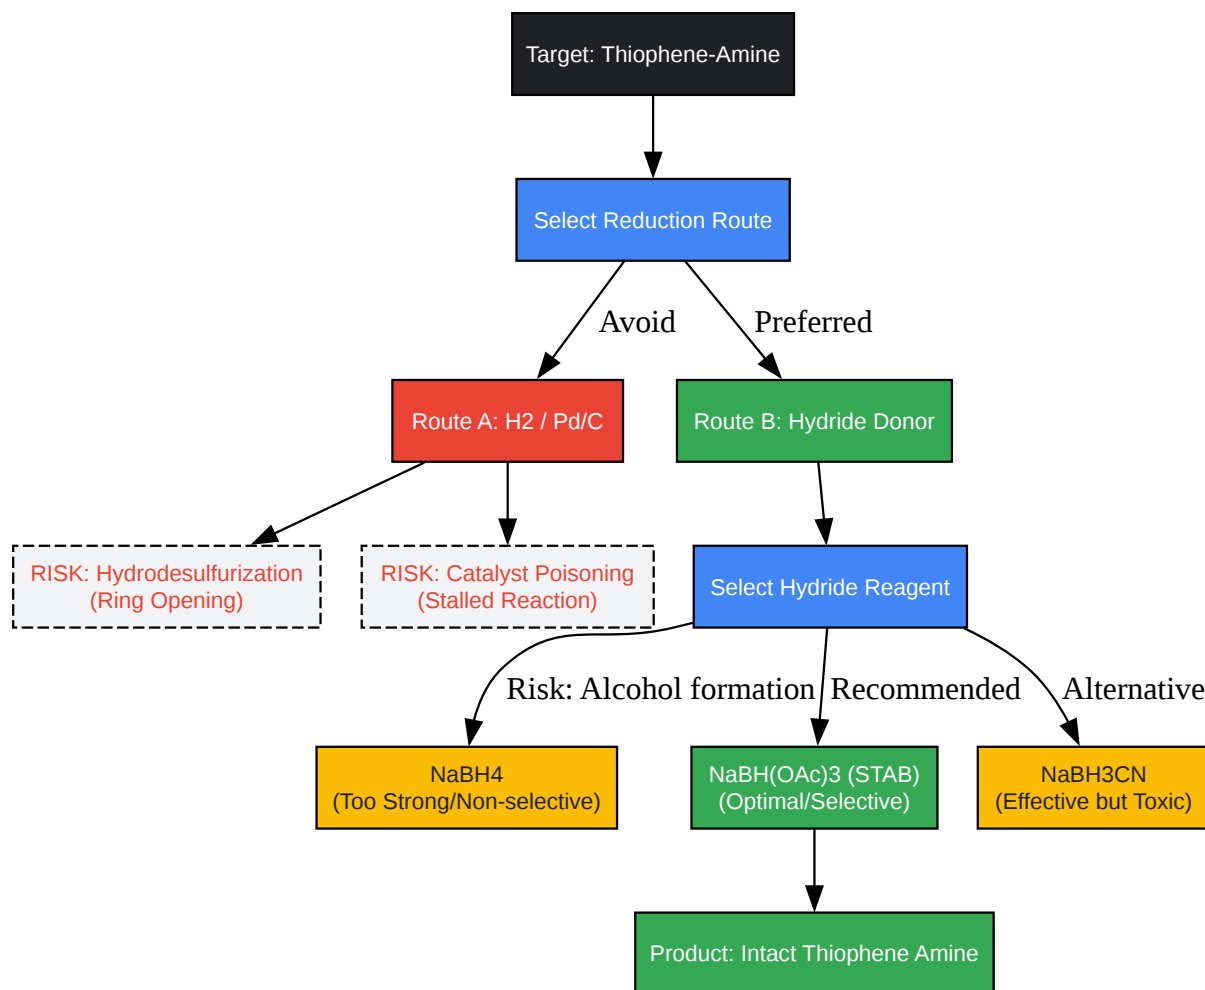 Target: Thiophene-Amine
Select Reduction Route
Avoid
Preferred
Route A: H2 / Pd/C
Route B: Hydride Donor
RISK: Hydrodesulfurization
(Ring Opening)
RISK: Catalyst Poisoning
(Stalled Reaction)
Select Hydride Reagent
Risk: Alcohol formation
Recommended
Alternative
NaBH4
(Too Strong/Non-selective)
NaBH(OAc)3 (STAB)
(Optimal/Selective)
NaBH3CN
(Effective but Toxic)
Product: Intact Thiophene Amine